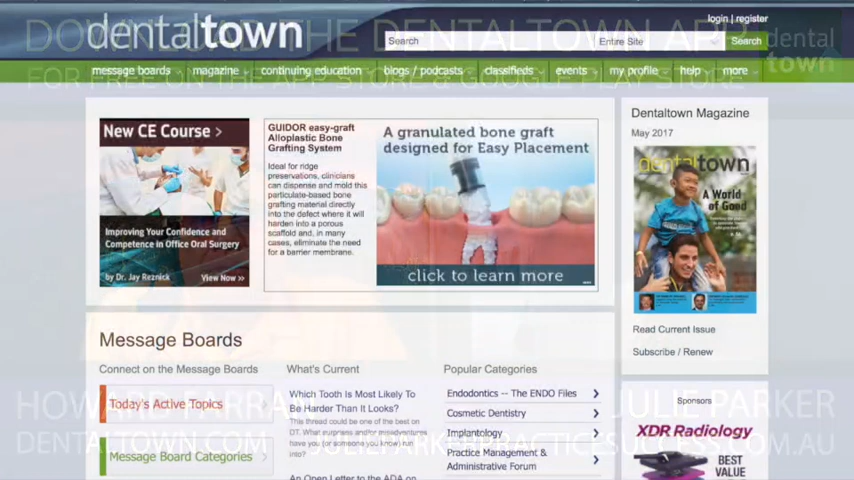 DOWNLOAD THE DENTALTOWN APP
FOR FREE ON THE APP STORE & GOOGLE PLAY STORE
dentaltown
login | register
Search
Entire Site
Search
dental
town
message boards
magazine
continuing education
blogs / podcasts
classifieds
events
my profile
help
more
New CE Course >
Improving Your Confidence and
Competence in Office Oral Surgery
by Dr. Jay Reznick
View Now >>
GUIDOR easy-graft
Alloplastic Bone
Grafting System
Ideal for ridge
preservations, clinicians
can dispense and mold this
particulate-based bone
grafting material directly
into the defect where it will
harden into a porous
scaffold and, in many
cases, eliminate the need
for a barrier membrane.
A granulated bone graft
designed for Easy Placement
click to learn more
Dentaltown Magazine
May 2017
dentaltown
A World
of Good
Read Current Issue
Subscribe / Renew
Message Boards
Connect on the Message Boards
Today's Active Topics
Message Board Categories
What's Current
Which Tooth Is Most Likely To
Be Harder Than It Looks?
This thread could be one of the best on
DT. What surprises and/or misadventures
have you (or someone you know) run
into?
An Open Letter to the ADA on
Popular Categories
Endodontics -- The ENDO Files
Cosmetic Dentistry
Implantology
Practice Management &
Administrative Forum
Sponsors
XDR Radiology
BEST
VALUE
HOWARD FARRAN
DENTALTOWN.COM
JULIE PARKER
JULIEPARKERPRACTICESUCCESS.COM.AU